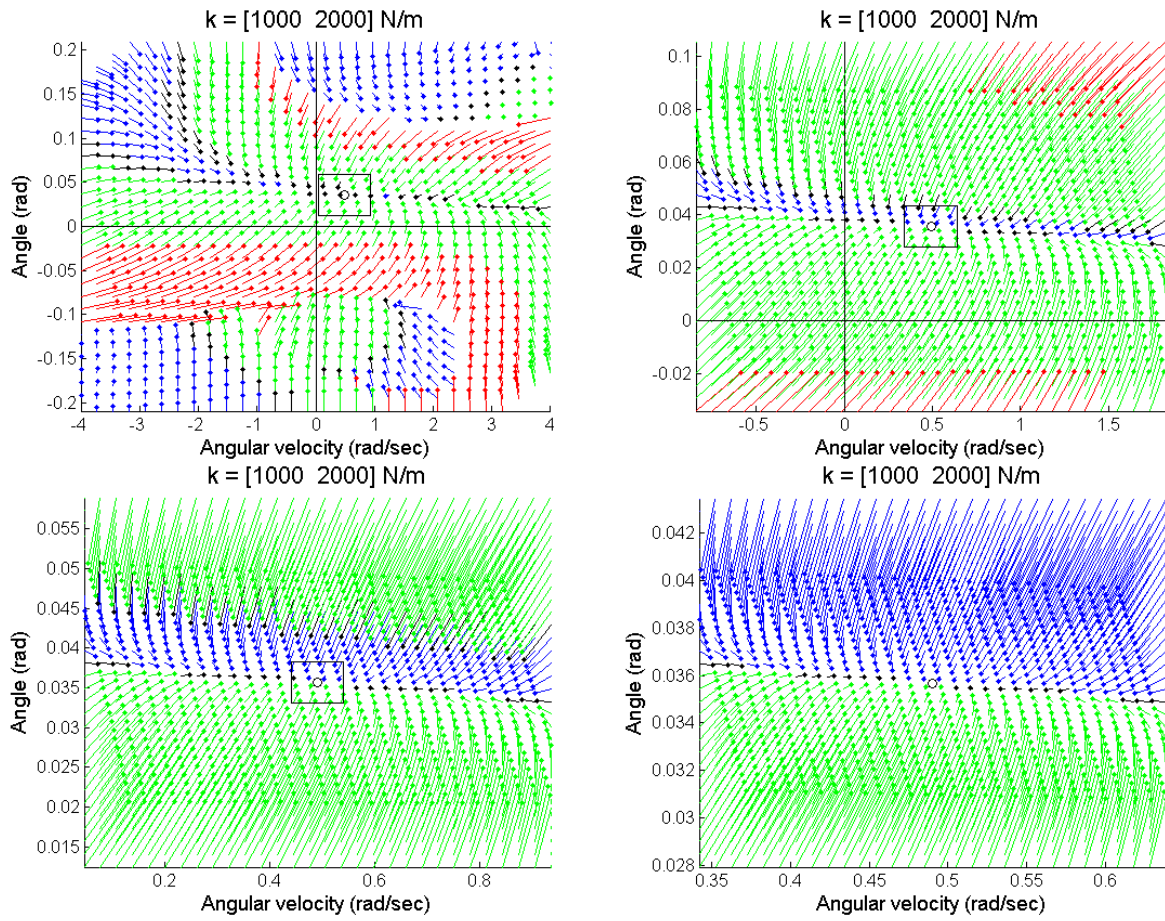 k = [1000 2000] N/m
Angle (rad)
0.2
0.15
0.1
0.05
0
-0.05
-0.1
-0.15
-0.2
-4 -3 -2 -1 0 1 2 3 4
Angular velocity (rad/sec)
k = [1000 2000] N/m
Angle (rad)
0.1
0.08
0.06
0.04
0.02
0
-0.02
-0.5 0 0.5 1 1.5
Angular velocity (rad/sec)
k = [1000 2000] N/m
Angle (rad)
0.055
0.05
0.045
0.04
0.035
0.03
0.025
0.02
0.015
0.2 0.4 0.6 0.8
Angular velocity (rad/sec)
k = [1000 2000] N/m
Angle (rad)
0.042
0.04
0.038
0.036
0.034
0.032
0.03
0.028
0.35 0.4 0.45 0.5 0.55 0.6
Angular velocity (rad/sec)